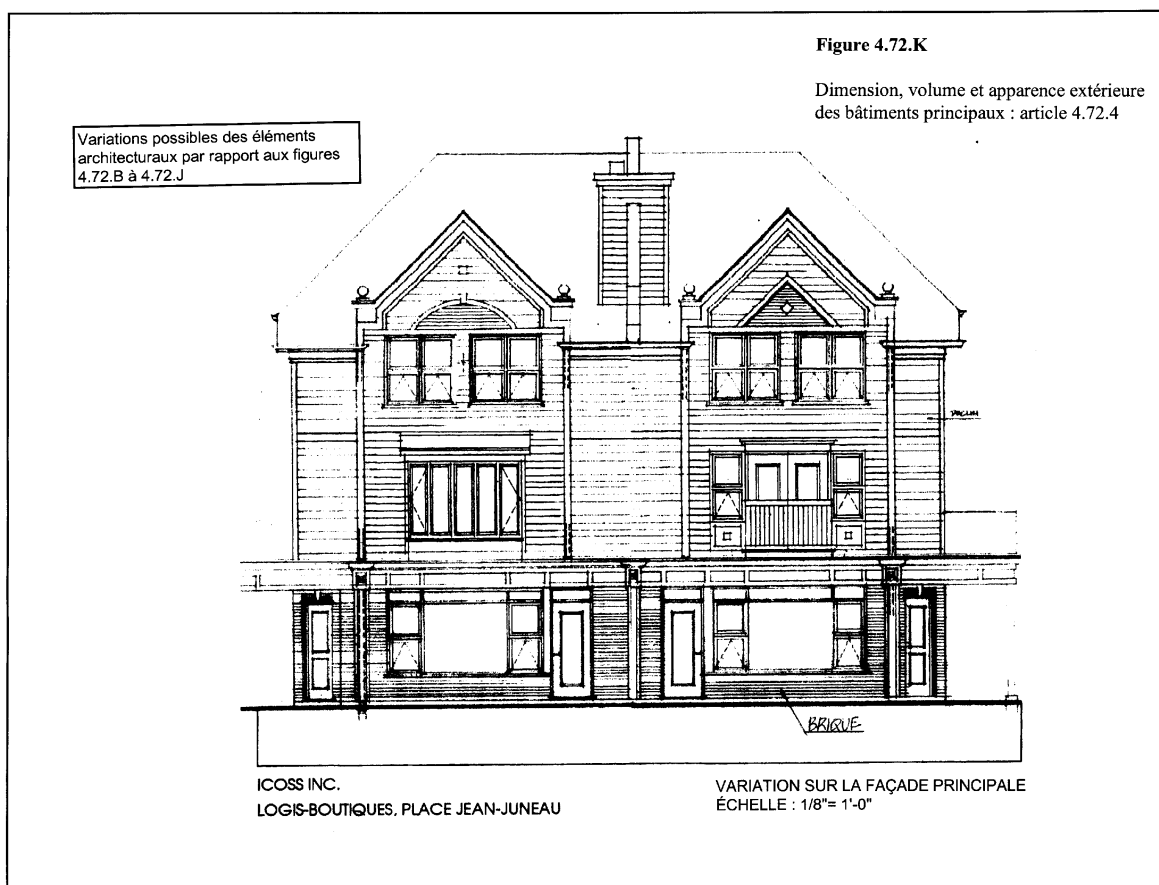 Figure 4.72.K
Dimension, volume et apparence extérieure
des bâtiments principaux : article 4.72.4
Variations possibles des éléments
architecturaux par rapport aux figures
4.72.B à 4.72.J
BRIQUE
ICOSS INC.
LOGIS-BOUTIQUES, PLACE JEAN-JUNEAU
VARIATION SUR LA FAÇADE PRINCIPALE
ÉCHELLE : 1/8"= 1'-0"